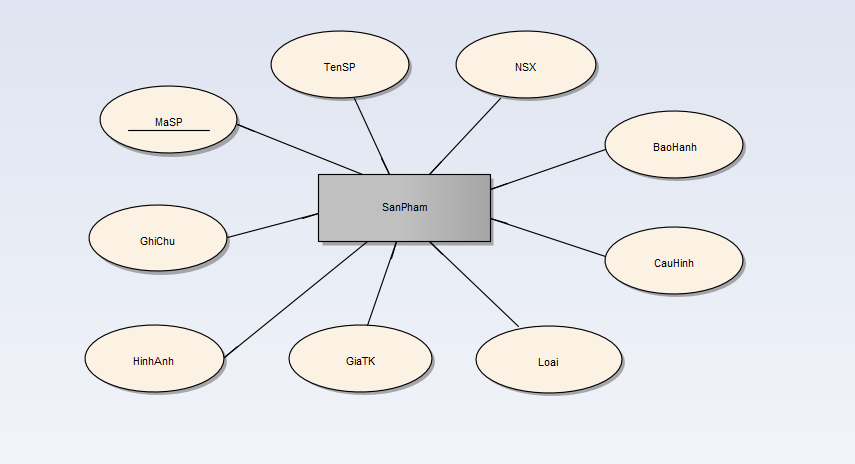 TenSP
NSX
MaSP
BaoHanh
SanPham
GhiChu
CauHinh
HinhAnh
GiaTK
Loai